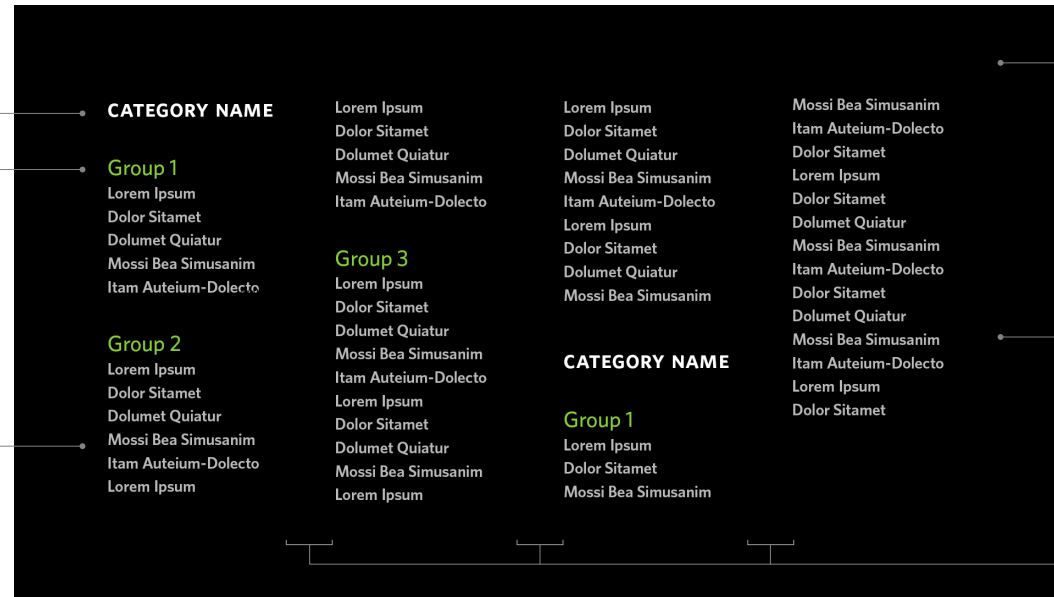 CATEGORY NAME
Group 1
Lorem Ipsum
Dolor Sitamet
Dolumet Quiatur
Mossi Bea Simusanim
Itam Auteium-Dolecto
Group 2
Lorem Ipsum
Dolor Sitamet
Dolumet Quiatur
Mossi Bea Simusanim
Itam Auteium-Dolecto
Lorem Ipsum
Lorem Ipsum
Dolor Sitamet
Dolumet Quiatur
Mossi Bea Simusanim
Itam Auteium-Dolecto
Group 3
Lorem Ipsum
Dolor Sitamet
Dolumet Quiatur
Mossi Bea Simusanim
Itam Auteium-Dolecto
Lorem Ipsum
Dolor Sitamet
Dolumet Quiatur
Mossi Bea Simusanim
Lorem Ipsum
Lorem Ipsum
Dolor Sitamet
Dolumet Quiatur
Mossi Bea Simusanim
Itam Auteium-Dolecto
Lorem Ipsum
Dolor Sitamet
Dolumet Quiatur
Mossi Bea Simusanim
CATEGORY NAME
Group 1
Lorem Ipsum
Dolor Sitamet
Mossi Bea Simusanim
Mossi Bea Simusanim
Itam Auteium-Dolecto
Dolor Sitamet
Lorem Ipsum
Dolor Sitamet
Dolumet Quiatur
Mossi Bea Simusanim
Itam Auteium-Dolecto
Dolor Sitamet
Dolumet Quiatur
Mossi Bea Simusanim
Itam Auteium-Dolecto
Lorem Ipsum
Dolor Sitamet